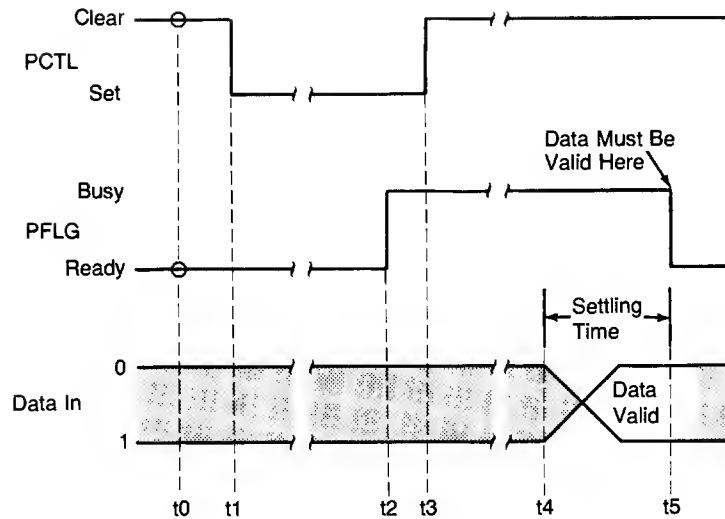 Clear
PCTL
Set
Data Must Be
Valid Here
Busy
PFLG
Ready
Settling
Time
0
Data In
Data
Valid
1
t0 t1 t2 t3 t4 t5